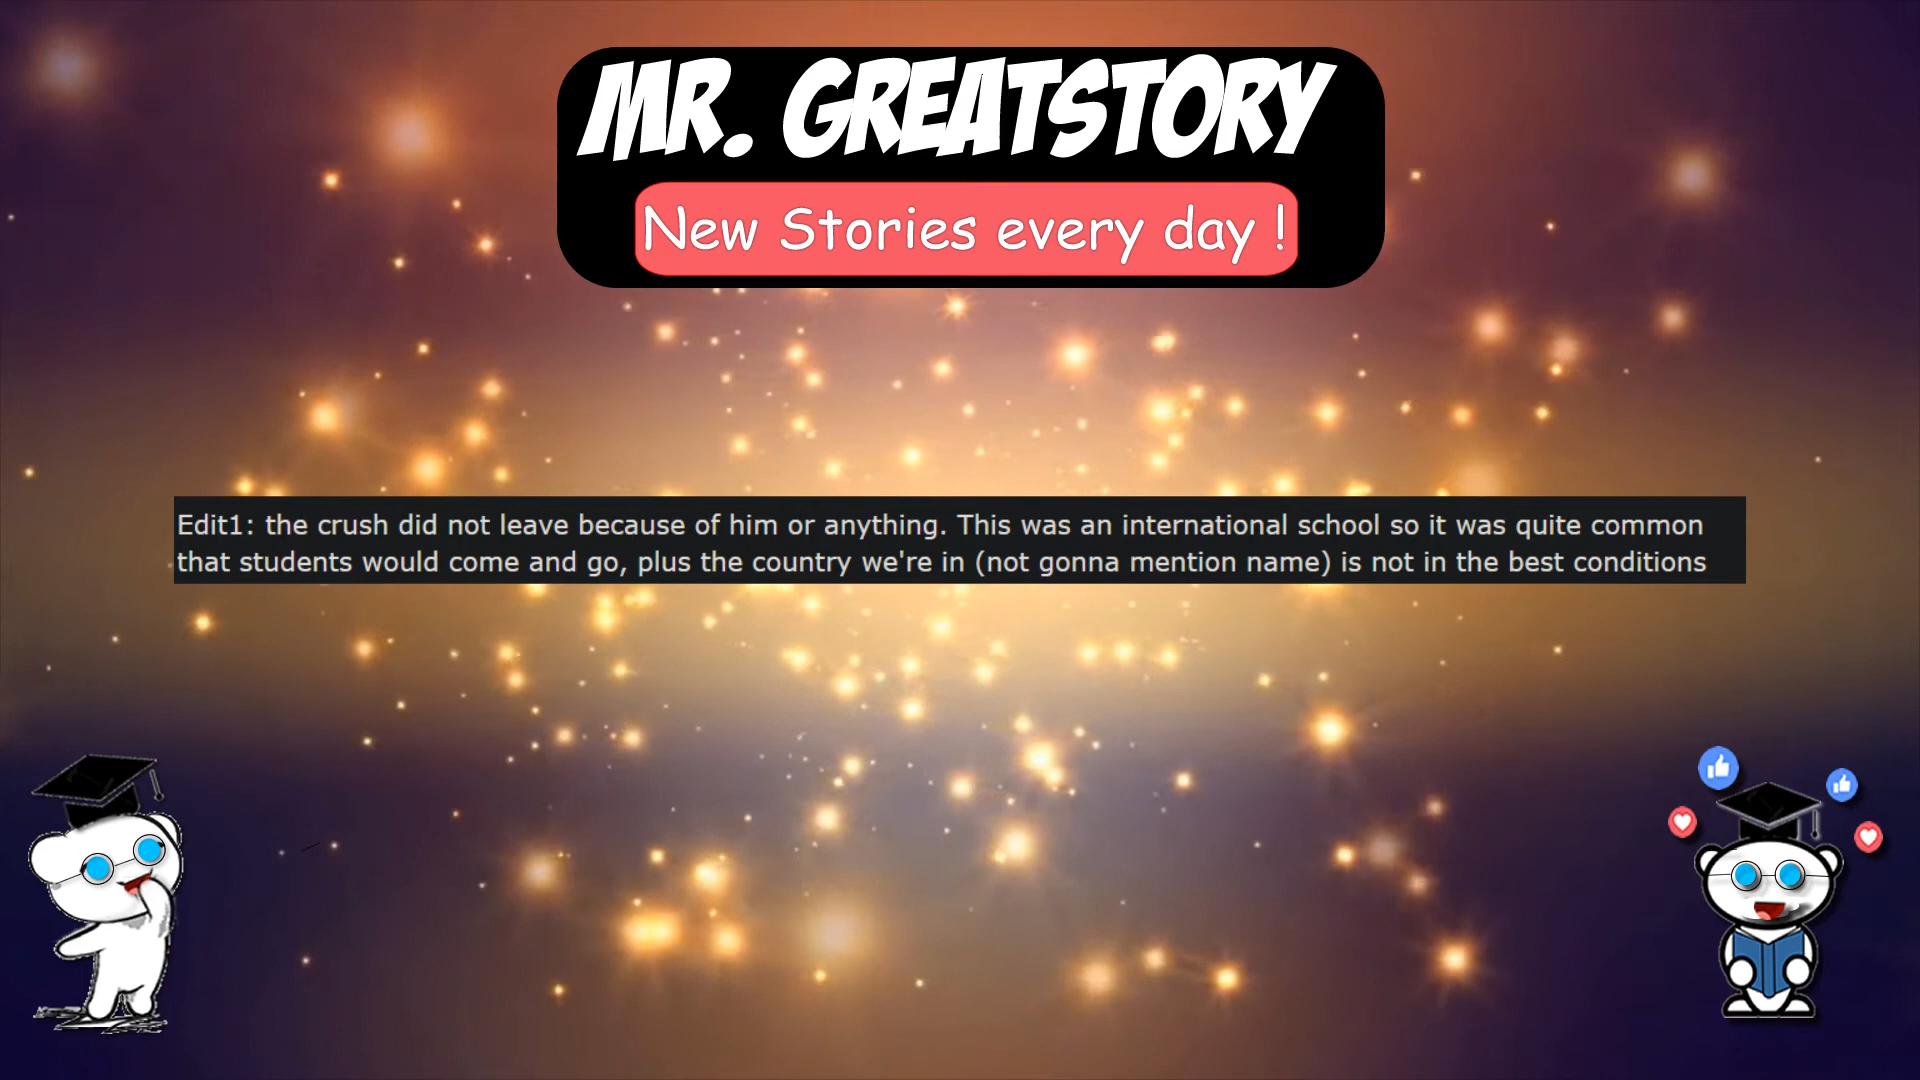 MR. GREATSTORY
New Stories every day !
Edit1: the crush did not leave because of him or anything. This was an international school so it was quite common
that students would come and go, plus the country we're in (not gonna mention name) is not in the best conditions